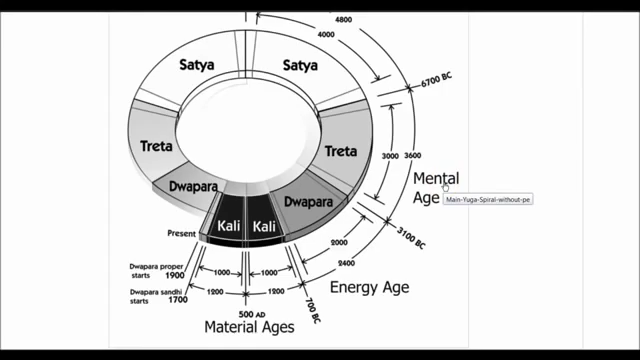 4800
4000
Satya
Satya
6700 BC
Treta
Treta
3000
3600
Mental
Age
Main-Yuga-Spiral-without-pe
Dwapara
Dwapara
Kali
Kali
Present
3100 BC
2000
2400
Dwapara proper
starts 1900
1000
1000
Energy Age
Dwapara sandhi
starts 1700
1200
1200
700 BC
500 AD
Material Ages